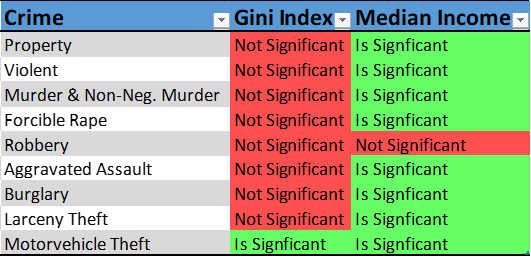 Crime Gini Index Median Income
Property Not Significant Is Signficant
Violent Not Significant Is Signficant
Murder & Non-Neg. Murder Not Significant Is Signficant
Forcible Rape Not Significant Is Signficant
Robbery Not Significant Not Significant
Aggravated Assault Not Significant Is Signficant
Burglary Not Significant Is Signficant
Larceny Theft Not Significant Is Signficant
Motorvehicle Theft Is Signficant Is Signficant